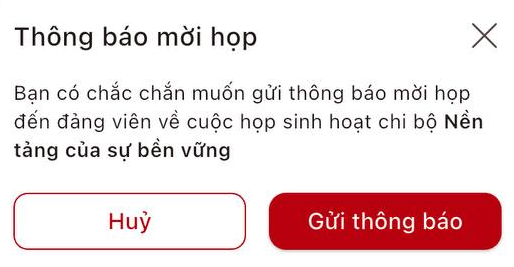 Thông báo mời họp
Bạn có chắc chắn muốn gửi thông báo mời họp
đến đảng viên về cuộc họp sinh hoạt chi bộ Nền
tảng của sự bền vững
Huỷ
Gửi thông báo